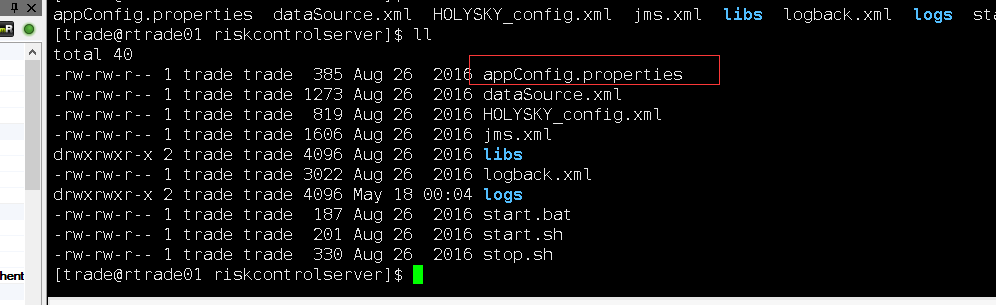 appConfig.properties dataSource.xml HOLYSKY_config.xml jms.xml libs logback.xml logs
[trade@rtrade01 riskcontrolserver]$ ll
total 40
-rw-rw-r-- 1 trade trade 385 Aug 26 2016 appConfig.properties
-rw-rw-r-- 1 trade trade 1273 Aug 26 2016 dataSource.xml
-rw-rw-r-- 1 trade trade 819 Aug 26 2016 HOLYSKY_config.xml
-rw-rw-r-- 1 trade trade 1606 Aug 26 2016 jms.xml
drwxrwxr-x 2 trade trade 4096 Aug 26 2016 libs
-rw-rw-r-- 1 trade trade 3022 Aug 26 2016 logback.xml
drwxrwxr-x 2 trade trade 4096 May 18 00:04 logs
-rw-rw-r-- 1 trade trade 187 Aug 26 2016 start.bat
-rw-rw-r-- 1 trade trade 201 Aug 26 2016 start.sh
-rw-rw-r-- 1 trade trade 330 Aug 26 2016 stop.sh
[trade@rtrade01 riskcontrolserver]$